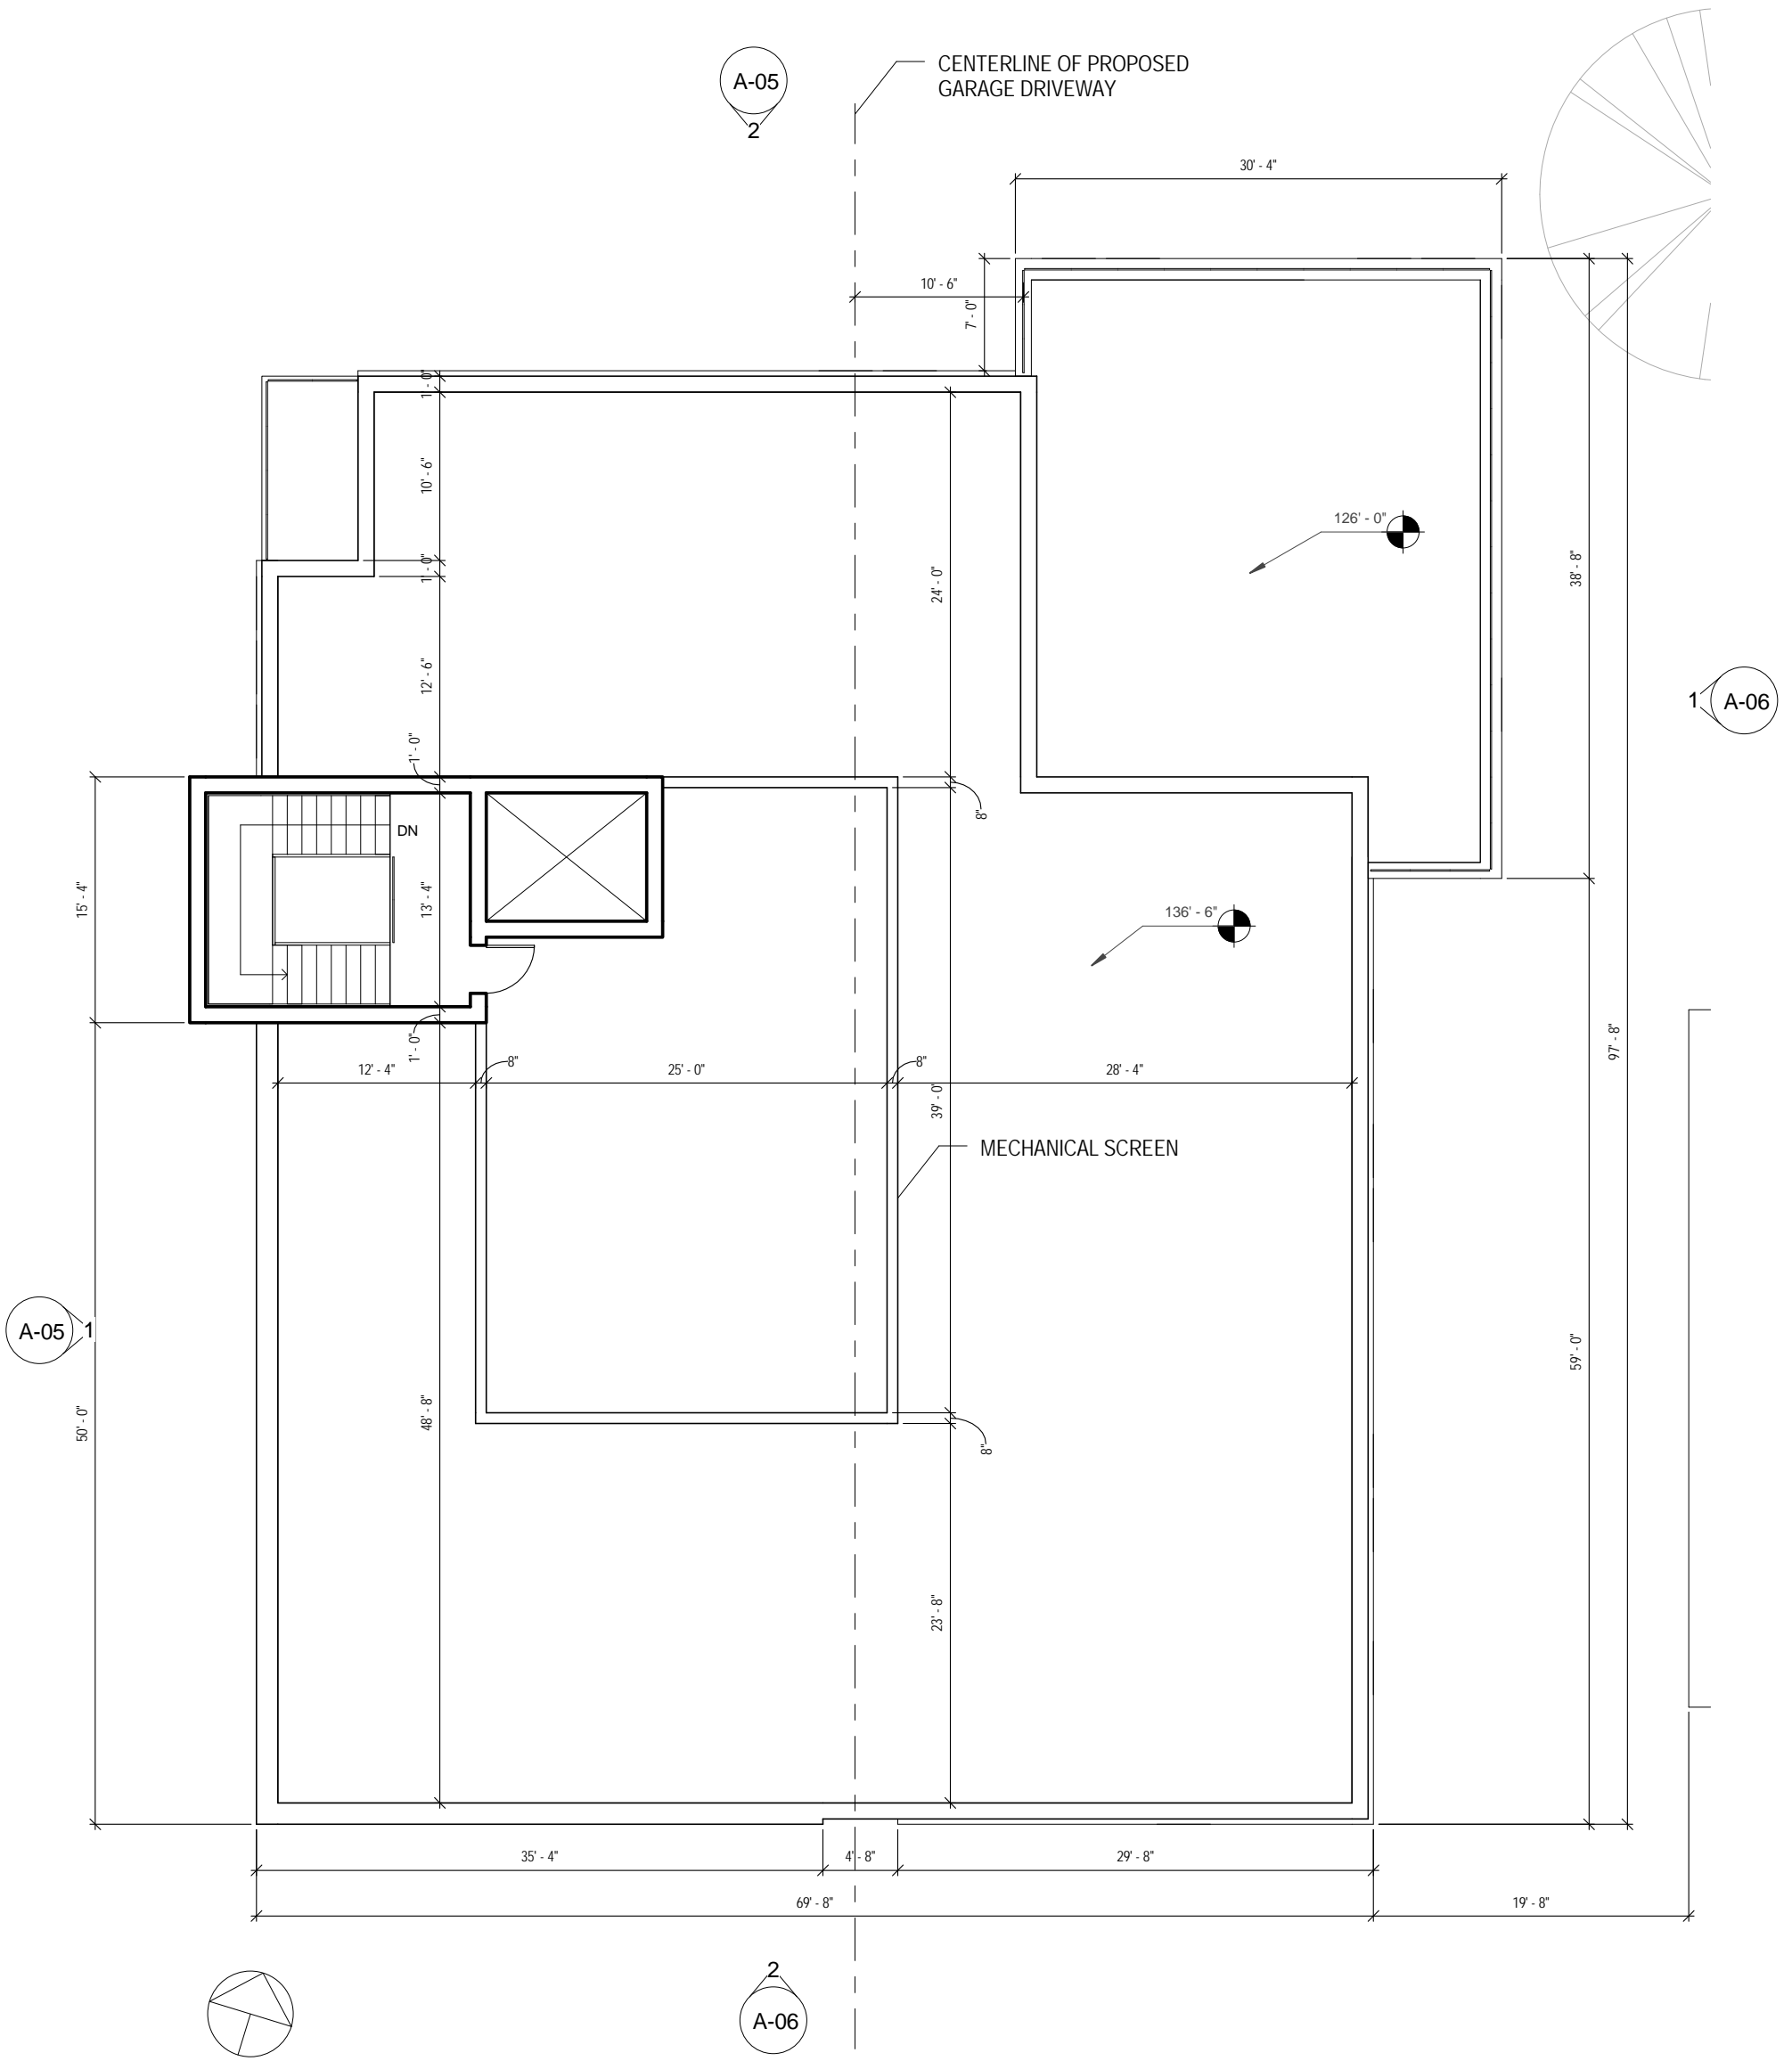 CENTERLINE OF PROPOSED
GARAGE DRIVEWAY
A-05
2
30' - 4"
10' - 6"
7' - 0"
1' - 0"
10' - 6"
1' - 0"
126' - 0"
38' - 8"
24' - 0"
12' - 6"
1
A-06
1' - 0"
8"
DN
15' - 4"
13' - 4"
136' - 6"
1' - 0"
97' - 8"
12' - 4"
8"
25' - 0"
8"
28' - 4"
39' - 0"
MECHANICAL SCREEN
A-05
1
59' - 0"
50' - 0"
48' - 8"
8"
23' - 8"
35' - 4"
4' - 8"
29' - 8"
69' - 8"
19' - 8"
2
A-06